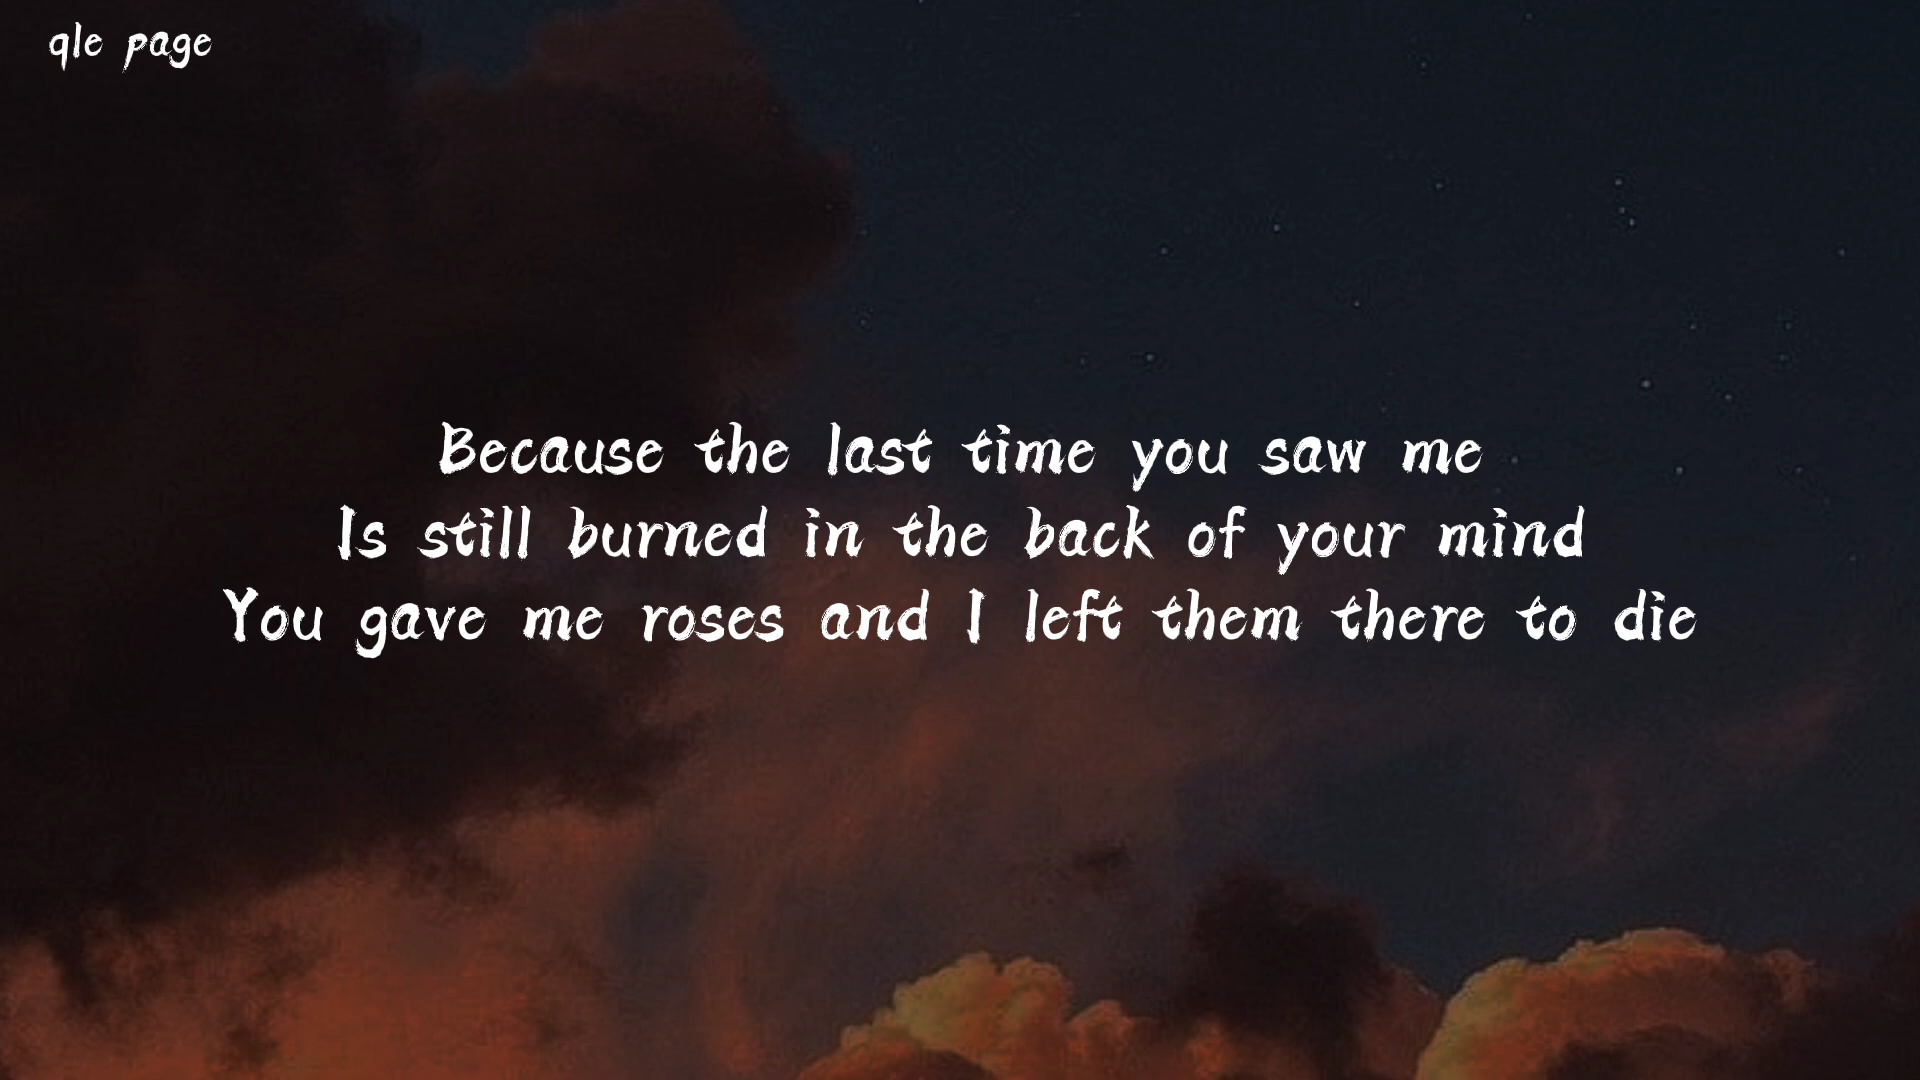 qle page
Because the last time you saw me
Is still burned in the back of your mind
You gave me roses and I left them there to die